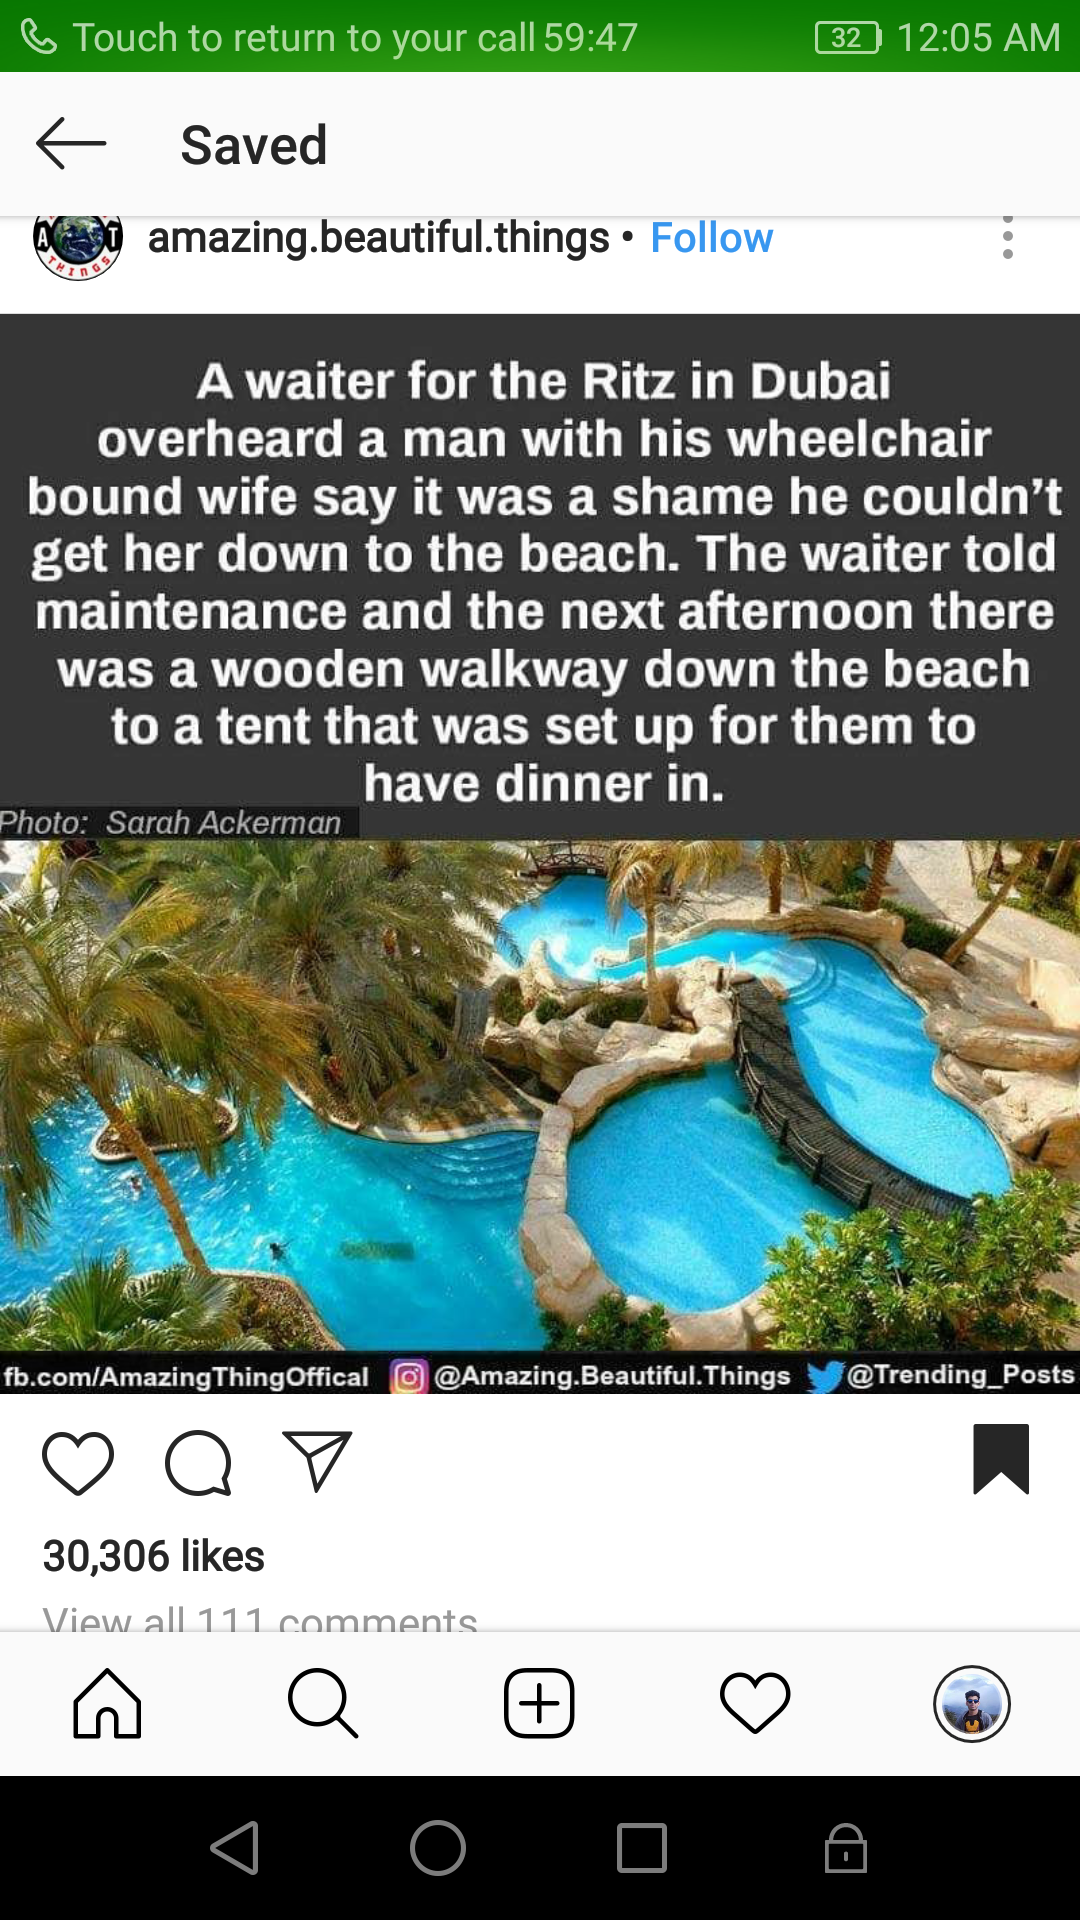 Touch to return to your call 59:47 32 12:05 AM
Saved
A T
THINGS
amazing.beautiful.things • Follow
A waiter for the Ritz in Dubai
overheard a man with his wheelchair
bound wife say it was a shame he couldn't
get her down to the beach. The waiter told
maintenance and the next afternoon there
was a wooden walkway down the beach
to a tent that was set up for them to
have dinner in.
Photo: Sarah Ackerman
fb.com/AmazingThingOffical @Amazing.Beautiful.Things @Trending_Posts
30,306 likes
View all 111 comments